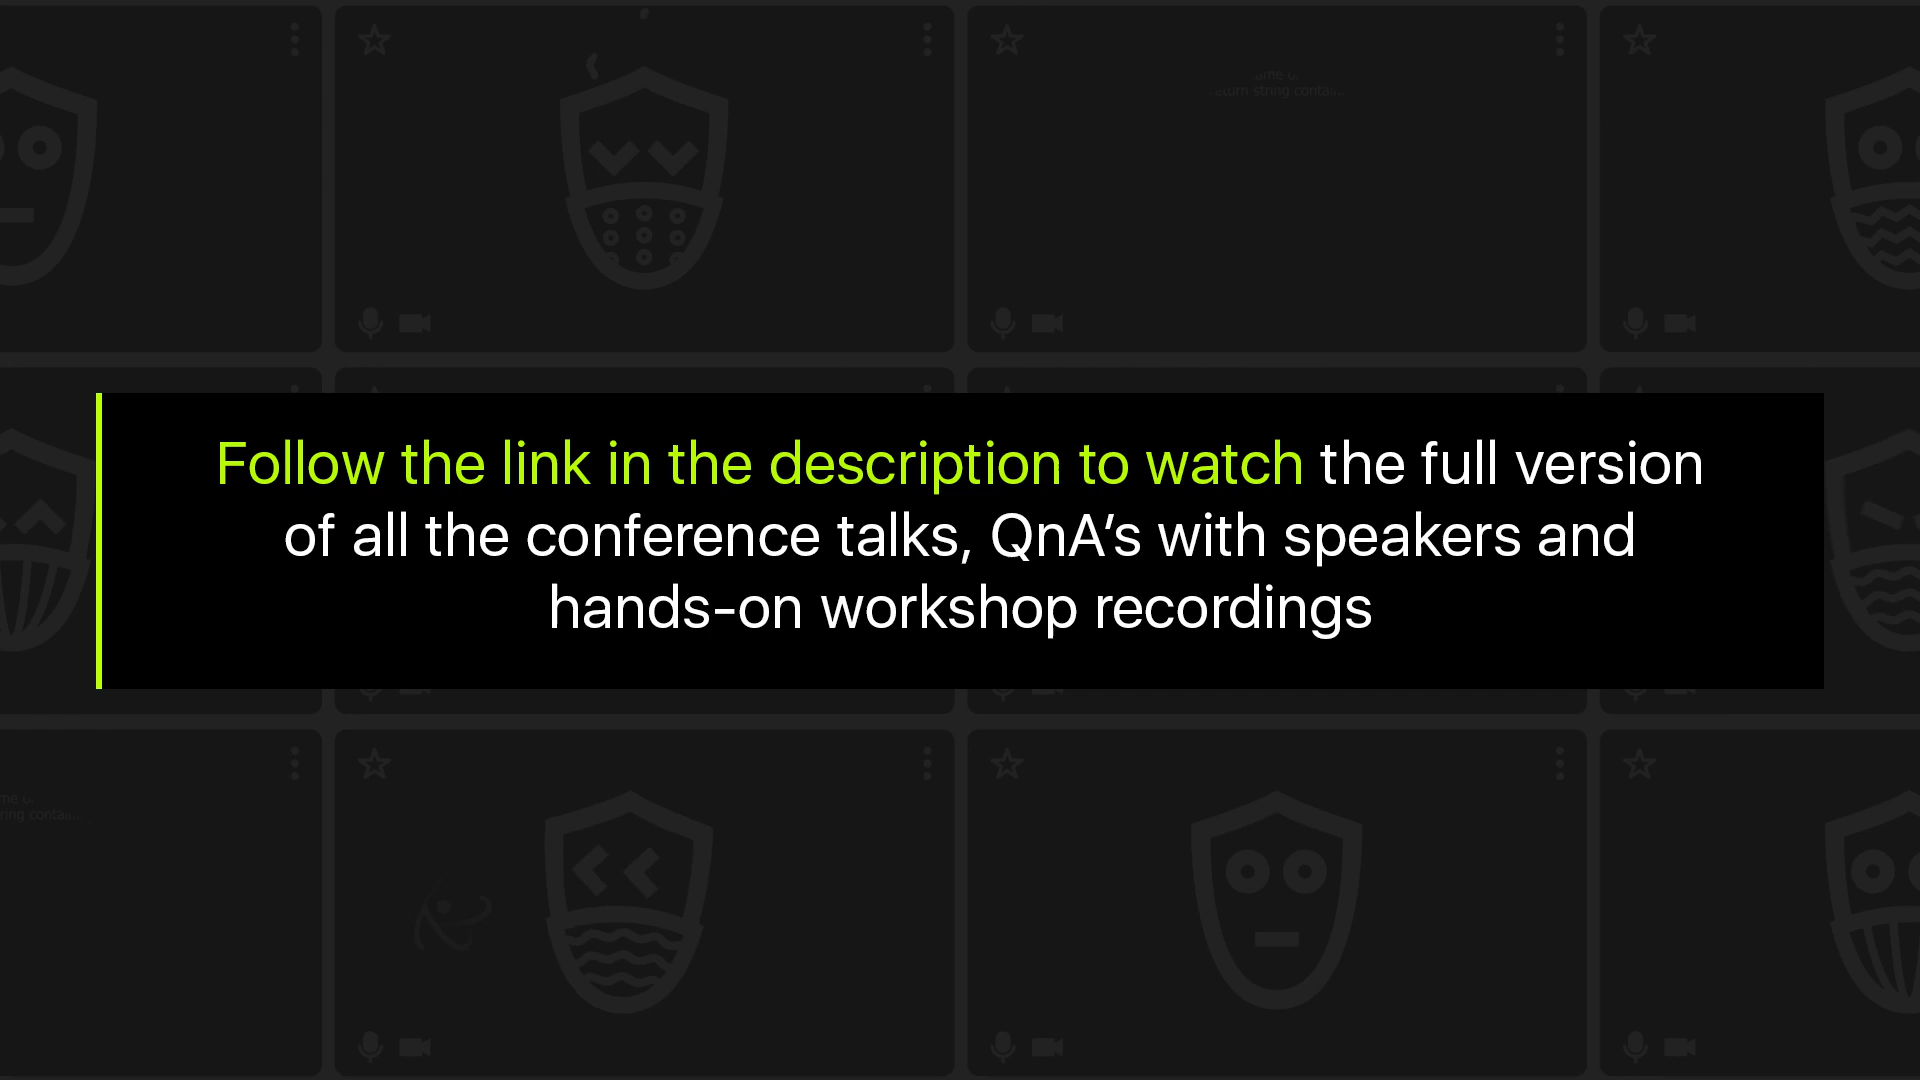 Follow the link in the description to watch the full version
of all the conference talks, QnA’s with speakers and
hands-on workshop recordings